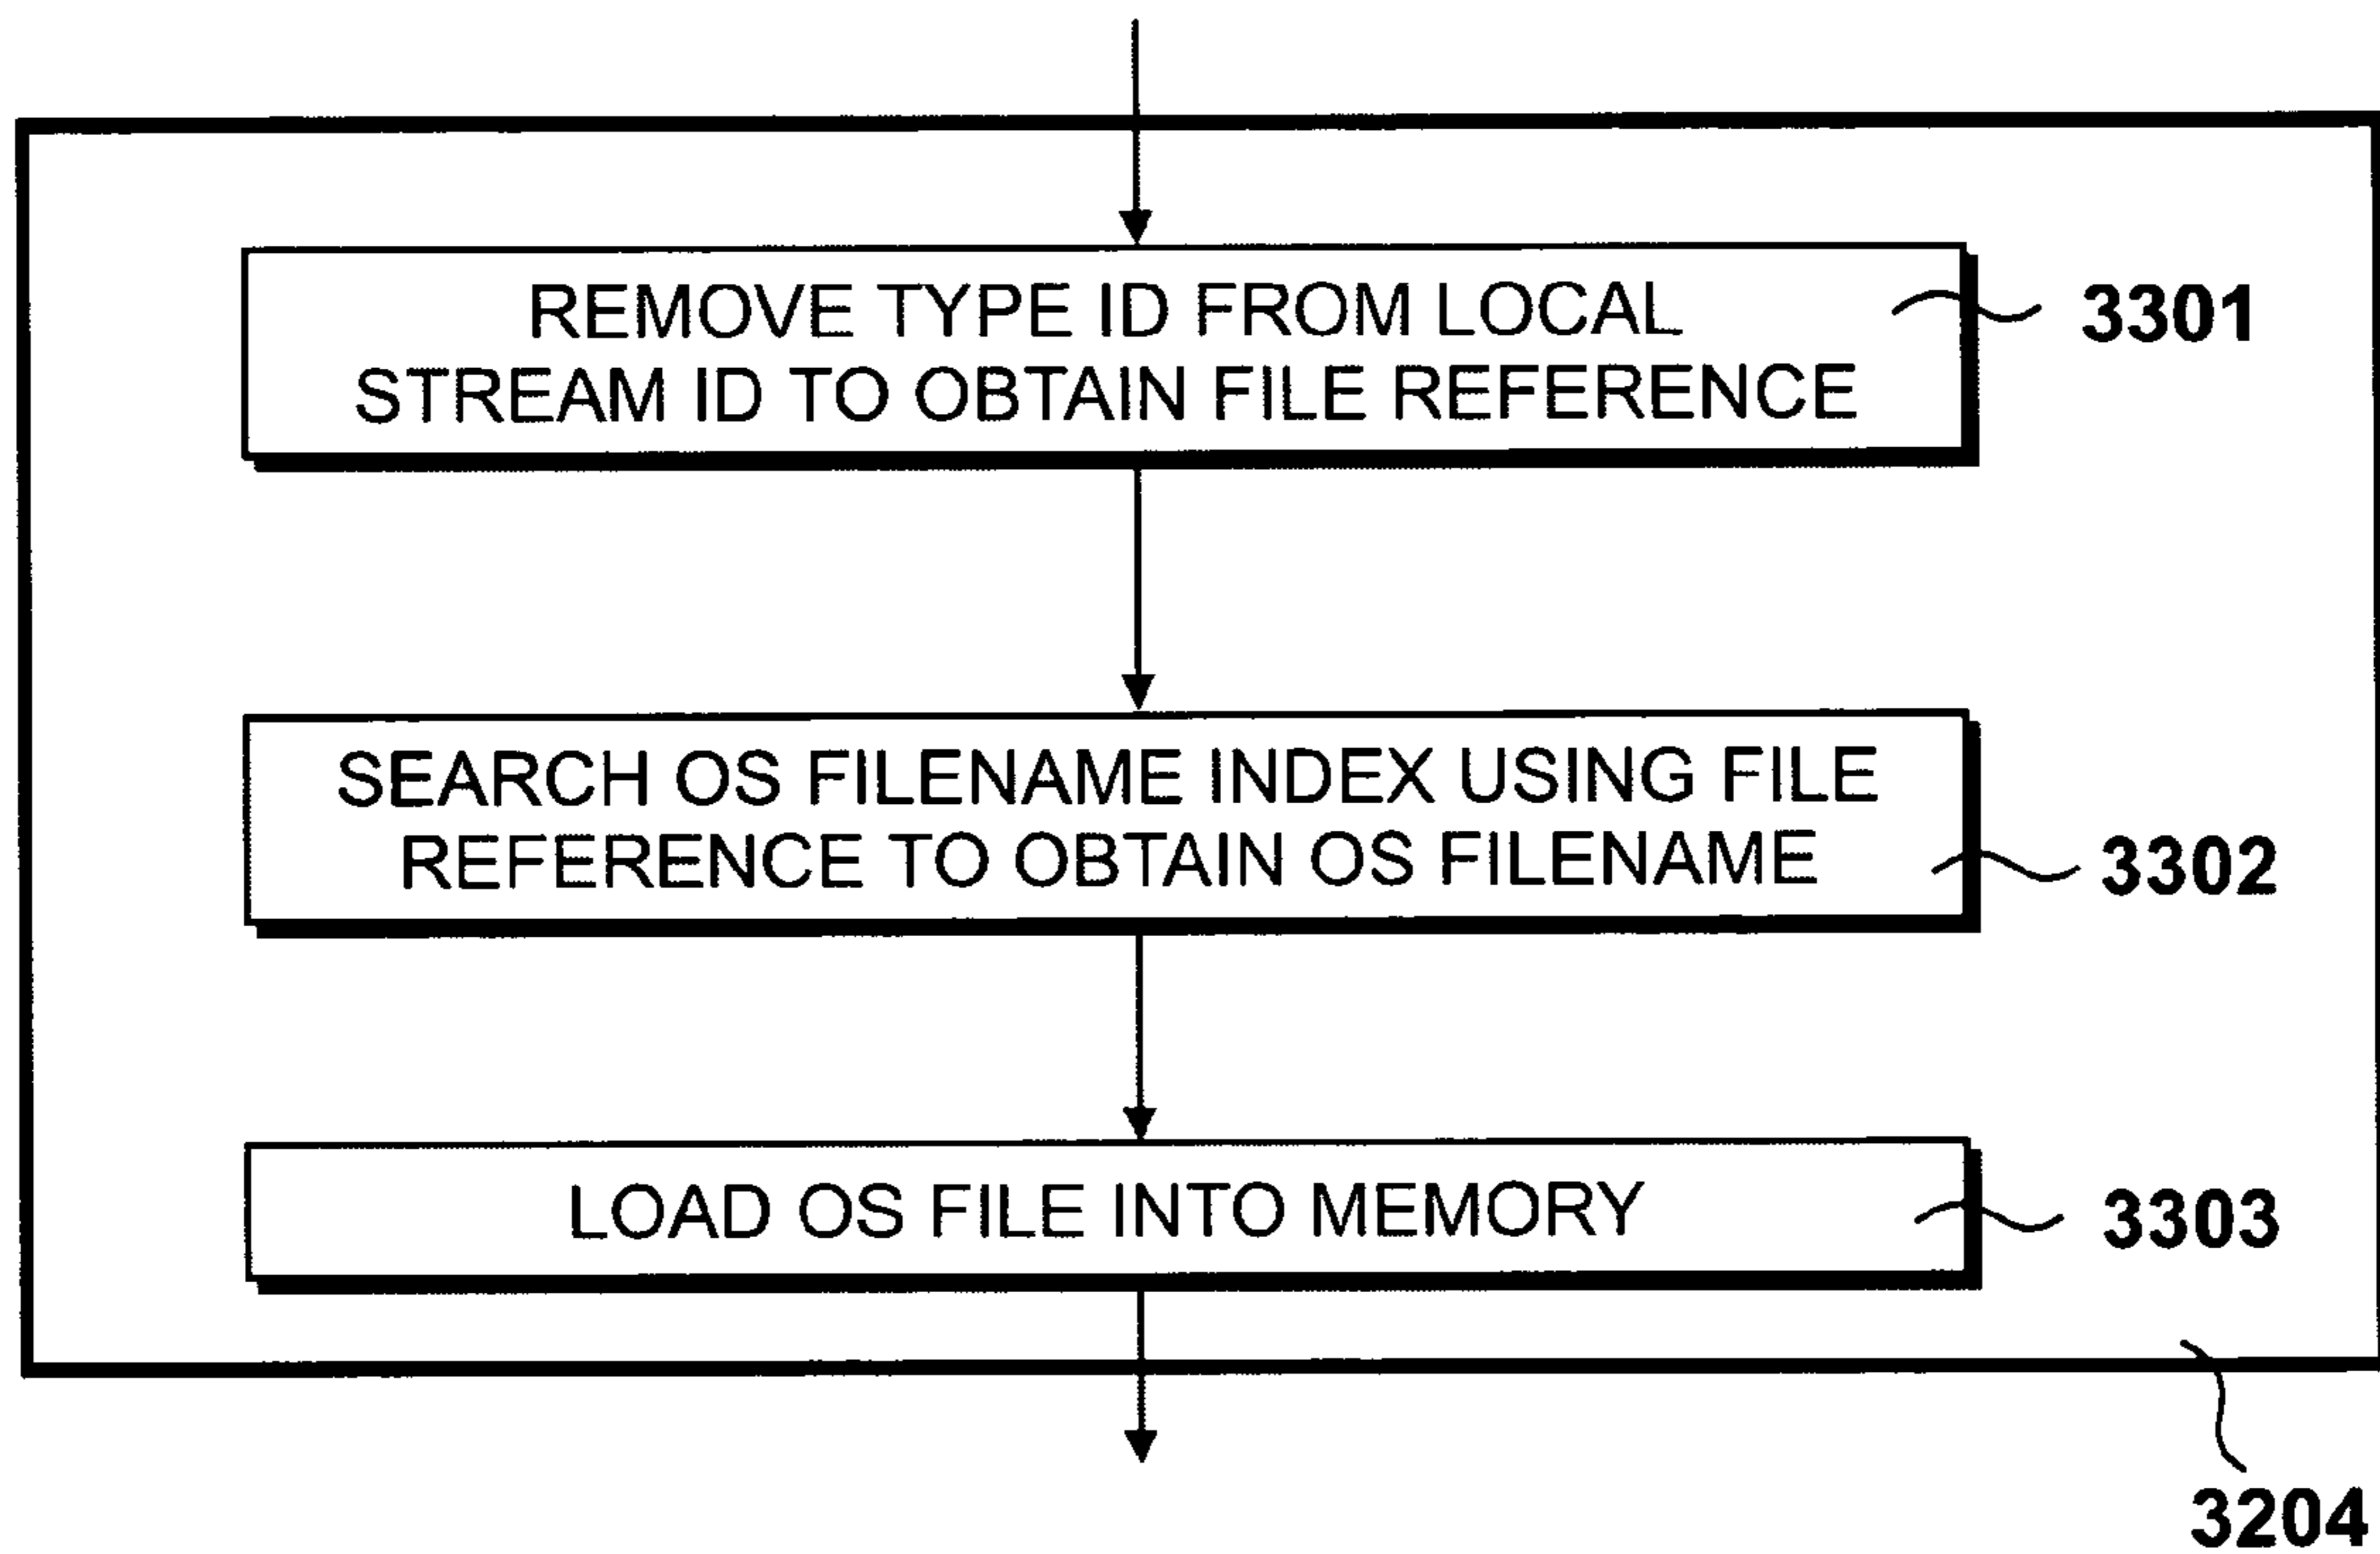 REMOVE TYPE ID FROM LOCAL
STREAM ID TO OBTAIN FILE REFERENCE
3301
SEARCH OS FILENAME INDEX USING FILE
REFERENCE TO OBTAIN OS FILENAME
3302
LOAD OS FILE INTO MEMORY
3303
3204